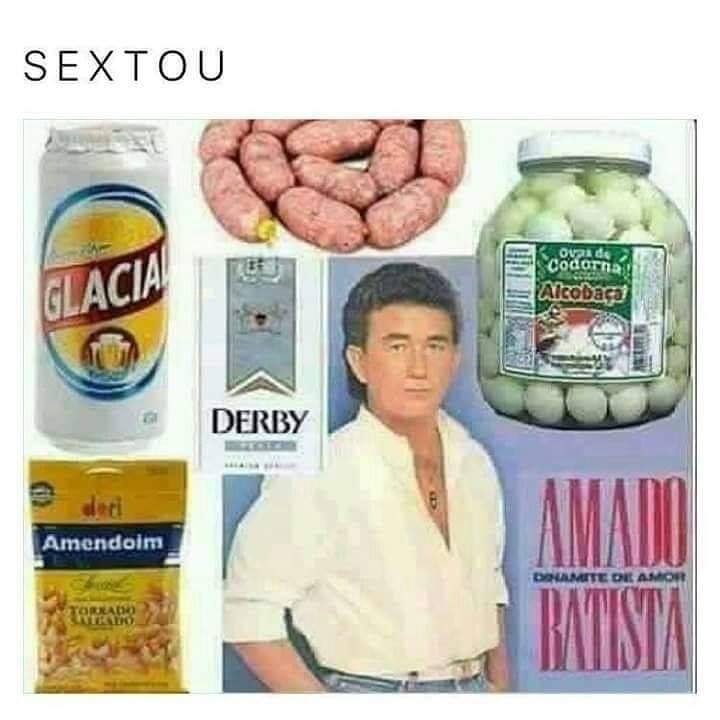 SEXTOU
GLACIAL
DERBY
Ovos de
Codorna
Alcobaça
dori
Amendoim
TORRADO
SALGADO
AMADO
DINAMITE DE AMOR
BATISTA